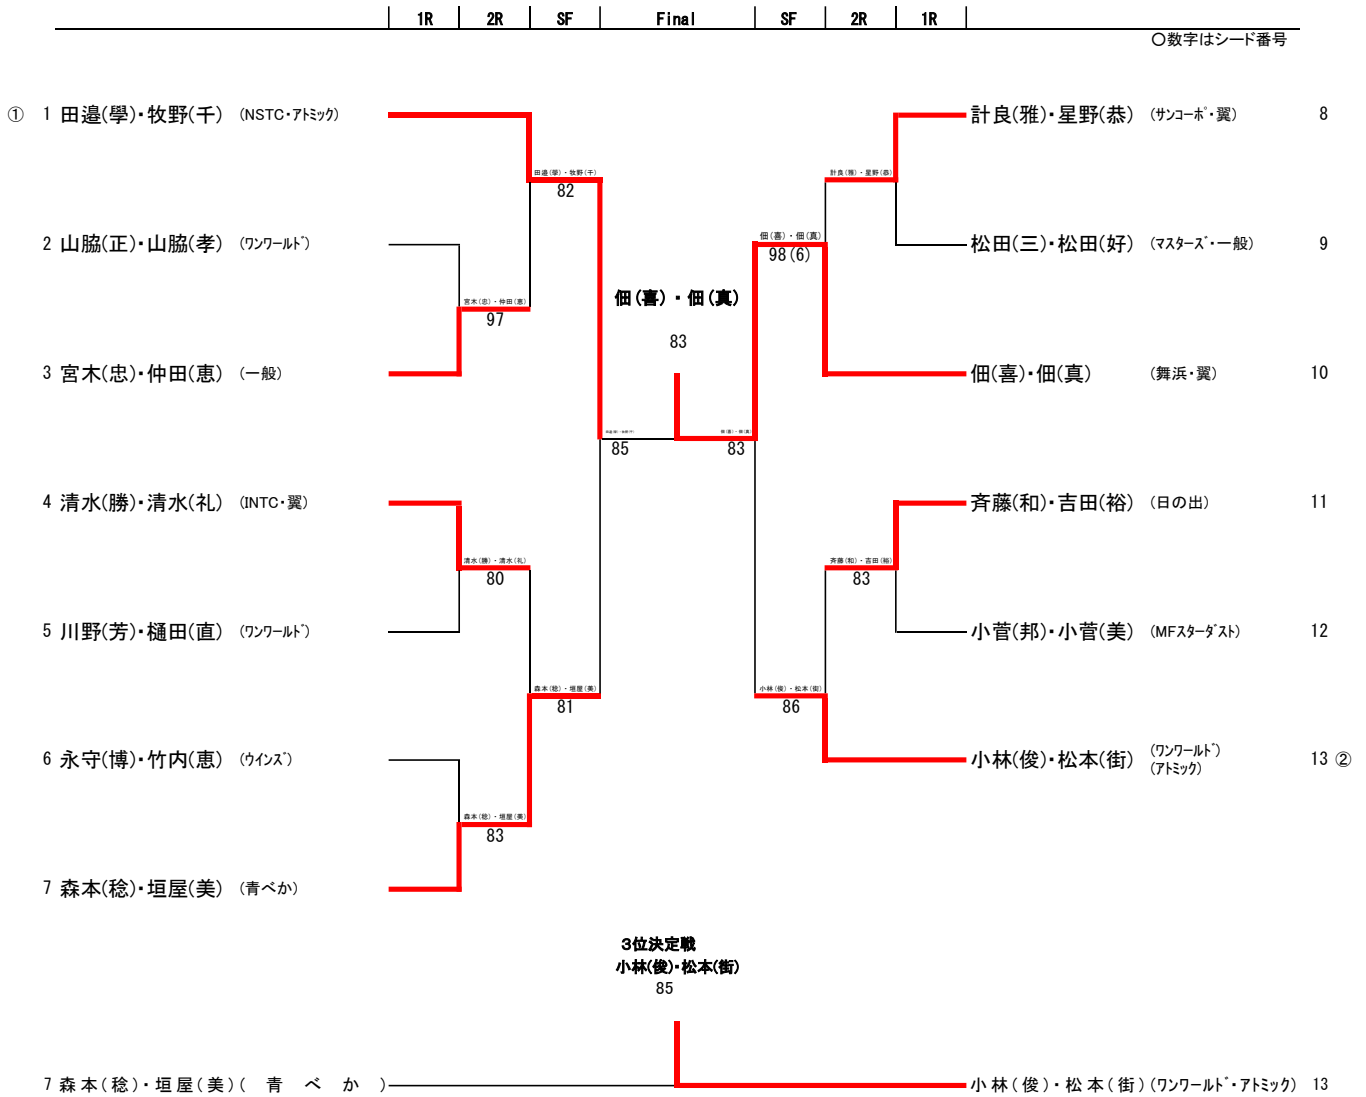 1R 2R SF Final SF 2R 1R
○数字はシード番号
① 1 田邉(學)・牧野(千) (NSTC・アトミック)
計良(雅)・星野(恭) (サンコーポ・翼) 8
田邉(學)・牧野(千)
82
計良(雅)・星野(恭)
2 山脇(正)・山脇(孝) (ワンワールド)
佃(喜)・佃(真)
98(6)
松田(三)・松田(好) (マスターズ・一般) 9
宮木(忠)・仲田(恵)
97
佃(喜)・佃(真)
83
3 宮木(忠)・仲田(恵) (一般)
佃(喜)・佃(真) (舞浜・翼) 10
田邉(學)・牧野(千)
85
佃(喜)・佃(真)
83
4 清水(勝)・清水(礼) (INTC・翼)
斉藤(和)・吉田(裕) (日の出) 11
清水(勝)・清水(礼)
80
斉藤(和)・吉田(裕)
83
5 川野(芳)・樋田(直) (ワンワールド)
小菅(邦)・小菅(美) (MFスターダスト) 12
森本(稔)・垣屋(美)
81
小林(俊)・松本(街)
86
6 永守(博)・竹内(恵) (ウインズ)
小林(俊)・松本(街) (ワンワールド) 13 ②
(アトミック)
森本(稔)・垣屋(美)
83
7 森本(稔)・垣屋(美) (青べか)
3位決定戦
小林(俊)・松本(街)
85
7 森本(稔)・垣屋(美)(青べか)
小林(俊)・松本(街)(ワンワールド・アトミック) 13